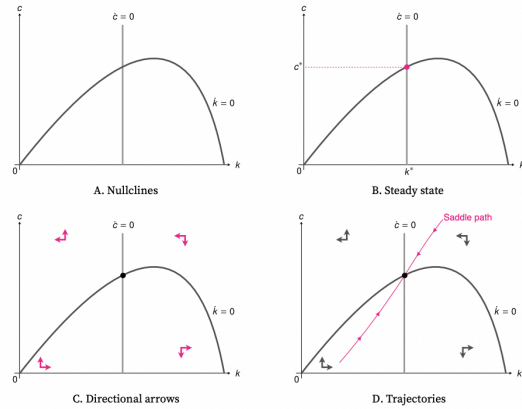 c
ċ = 0
k̇ = 0
0
k
A. Nullclines
c
ċ = 0
c*
k̇ = 0
0
k*
k
B. Steady state
c
ċ = 0
k̇ = 0
0
k
C. Directional arrows
c
Saddle path
ċ = 0
k̇ = 0
0
k
D. Trajectories